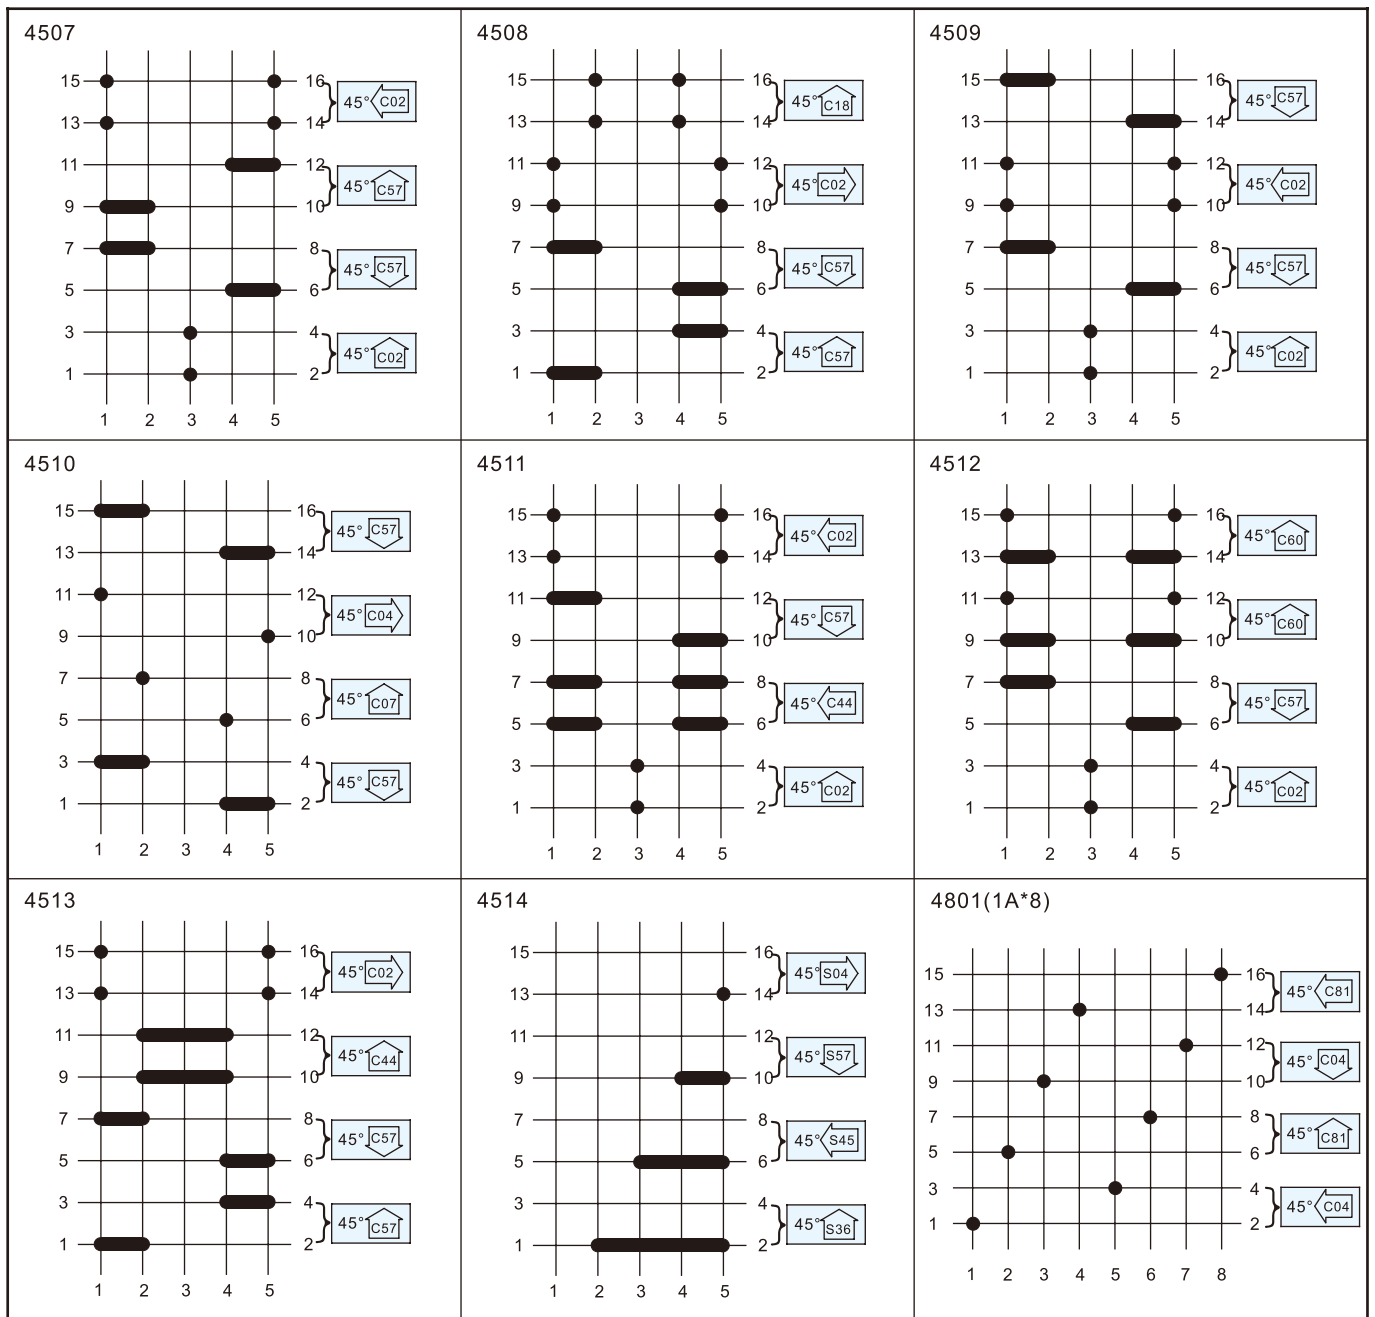 4507
15 16
45° C02
13 14
11 12
45° C57
9 10
7 8
45° C57
5 6
3 4
45° C02
1 2
1 2 3 4 5
4508
15 16
45° C18
13 14
11 12
45° C02
9 10
7 8
45° C57
5 6
3 4
45° C57
1 2
1 2 3 4 5
4509
15 16
45° C57
13 14
11 12
45° C02
9 10
7 8
45° C57
5 6
3 4
45° C02
1 2
1 2 3 4 5
4510
15 16
45° C57
13 14
11 12
45° C04
9 10
7 8
45° C07
5 6
3 4
45° C57
1 2
1 2 3 4 5
4511
15 16
45° C02
13 14
11 12
45° C57
9 10
7 8
45° C44
5 6
3 4
45° C02
1 2
1 2 3 4 5
4512
15 16
45° C60
13 14
11 12
45° C60
9 10
7 8
45° C57
5 6
3 4
45° C02
1 2
1 2 3 4 5
4513
15 16
45° C02
13 14
11 12
45° C44
9 10
7 8
45° C57
5 6
3 4
45° C57
1 2
1 2 3 4 5
4514
15 16
45° S04
13 14
11 12
45° S57
9 10
7 8
45° S45
5 6
3 4
45° S36
1 2
1 2 3 4 5
4801(1A*8)
15 16
45° C81
13 14
11 12
45° C04
9 10
7 8
45° C81
5 6
3 4
45° C04
1 2
1 2 3 4 5 6 7 8